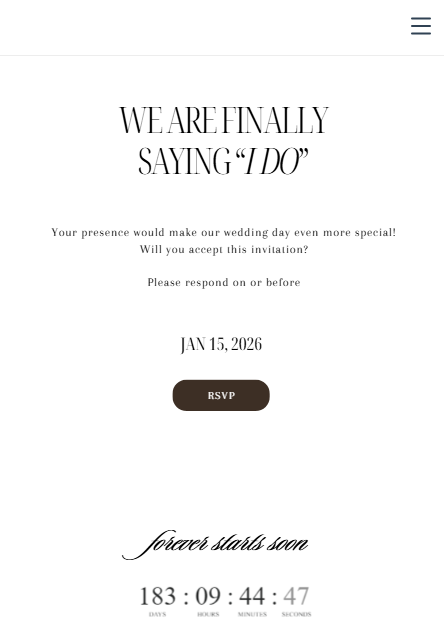 WE ARE FINALLY
SAYING “I DO”
Your presence would make our wedding day even more special!
Will you accept this invitation?
Please respond on or before
JAN 15, 2026
RSVP
forever starts soon
183 : 09 : 44 : 47
DAYS HOURS MINUTES SECONDS